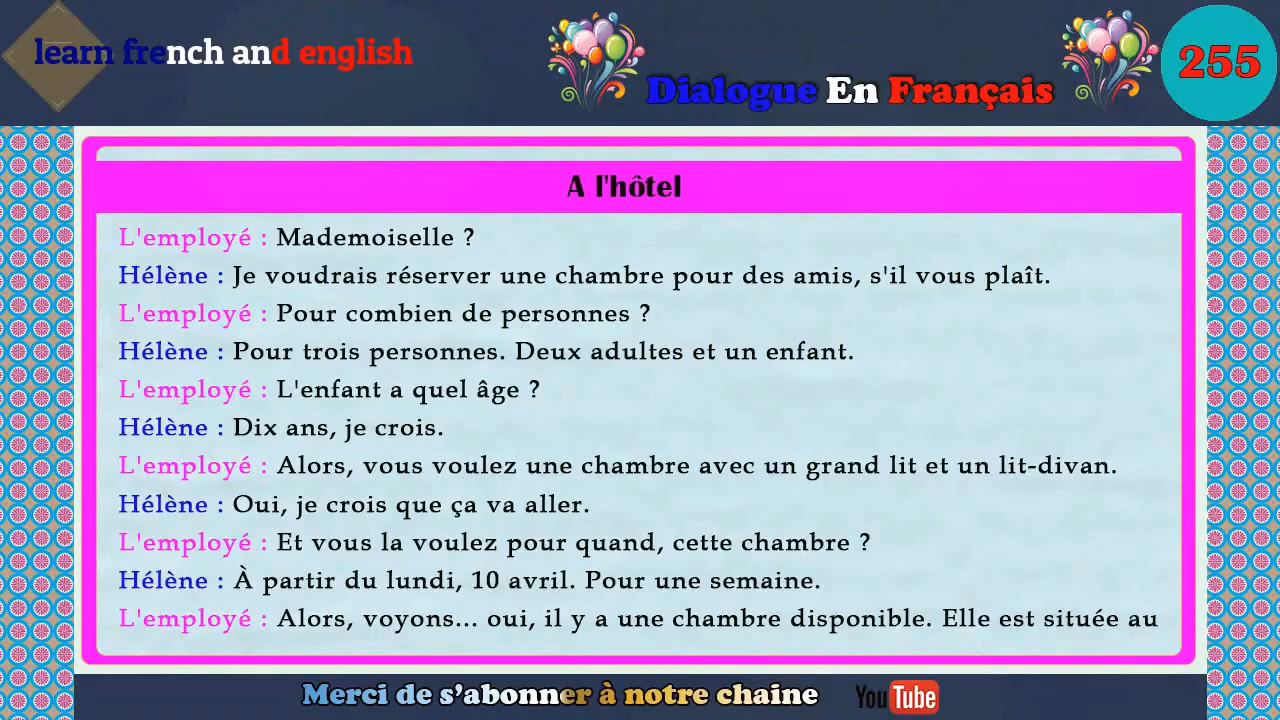 learn french and english
Dialogue En Français
255
A l'hôtel
L'employé : Mademoiselle ?
Hélène : Je voudrais réserver une chambre pour des amis, s'il vous plaît.
L'employé : Pour combien de personnes ?
Hélène : Pour trois personnes. Deux adultes et un enfant.
L'employé : L'enfant a quel âge ?
Hélène : Dix ans, je crois.
L'employé : Alors, vous voulez une chambre avec un grand lit et un lit-divan.
Hélène : Oui, je crois que ça va aller.
L'employé : Et vous la voulez pour quand, cette chambre ?
Hélène : À partir du lundi, 10 avril. Pour une semaine.
L'employé : Alors, voyons... oui, il y a une chambre disponible. Elle est située au
Merci de s'abonner à notre chaine YouTube